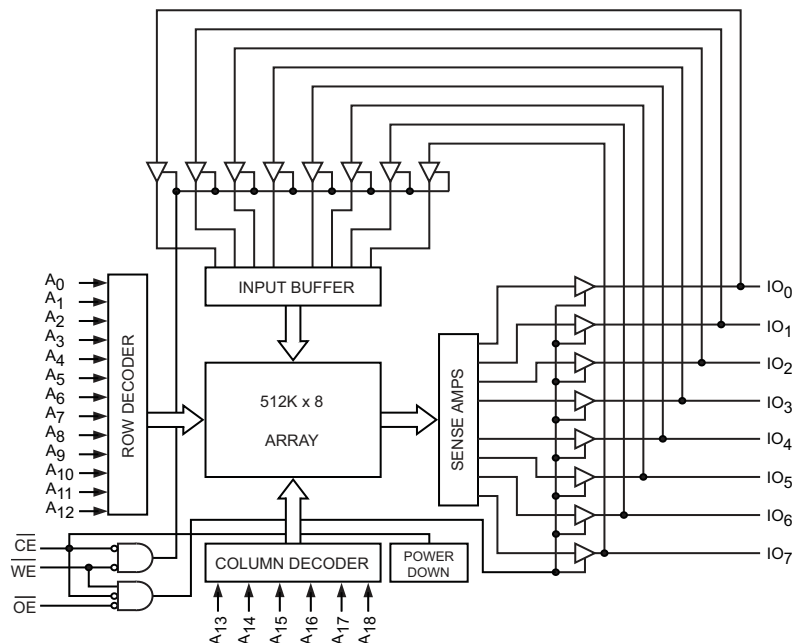 INPUT BUFFER
A0
A1
A2
A3
A4
A5
A6
A7
A8
A9
A10
A11
A12
ROW DECODER
512K x 8
ARRAY
SENSE AMPS
IO0
IO1
IO2
IO3
IO4
IO5
IO6
IO7
CE
WE
OE
COLUMN DECODER
POWER
DOWN
A13
A14
A15
A16
A17
A18